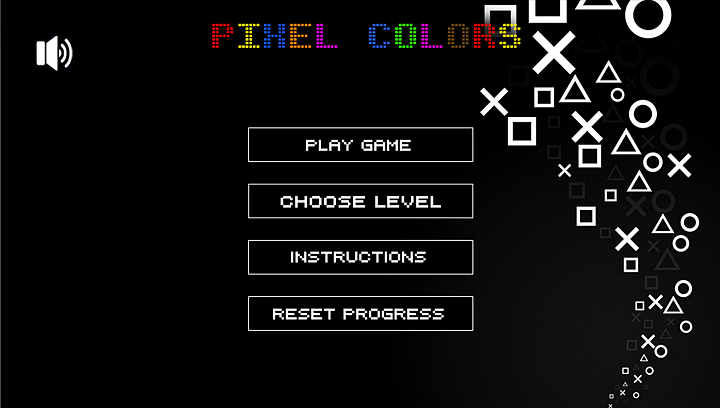 PIXEL COLORS
PLAY GAME
CHOOSE LEVEL
INSTRUCTIONS
RESET PROGRESS